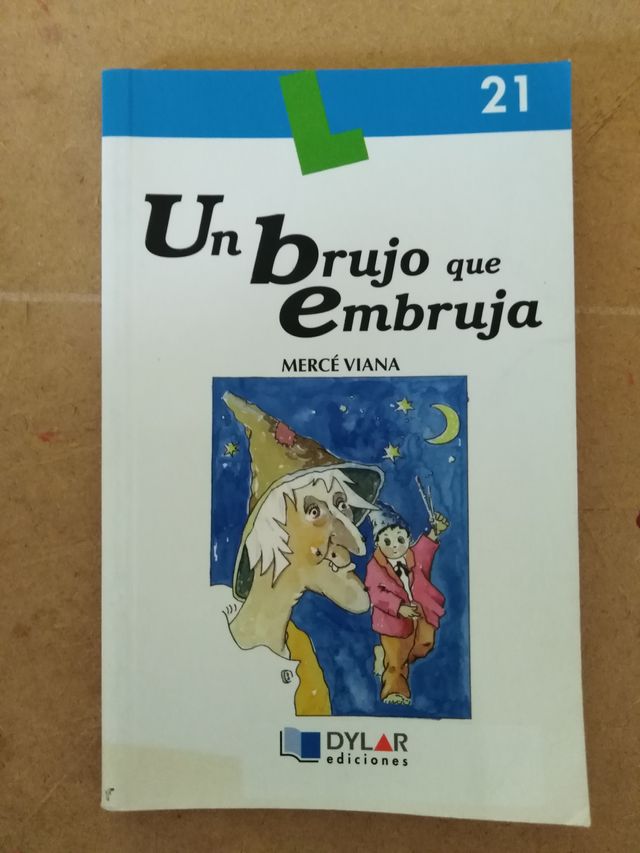 21
Un brujo que
embruja
MERCÉ VIANA
DYLAR
ediciones